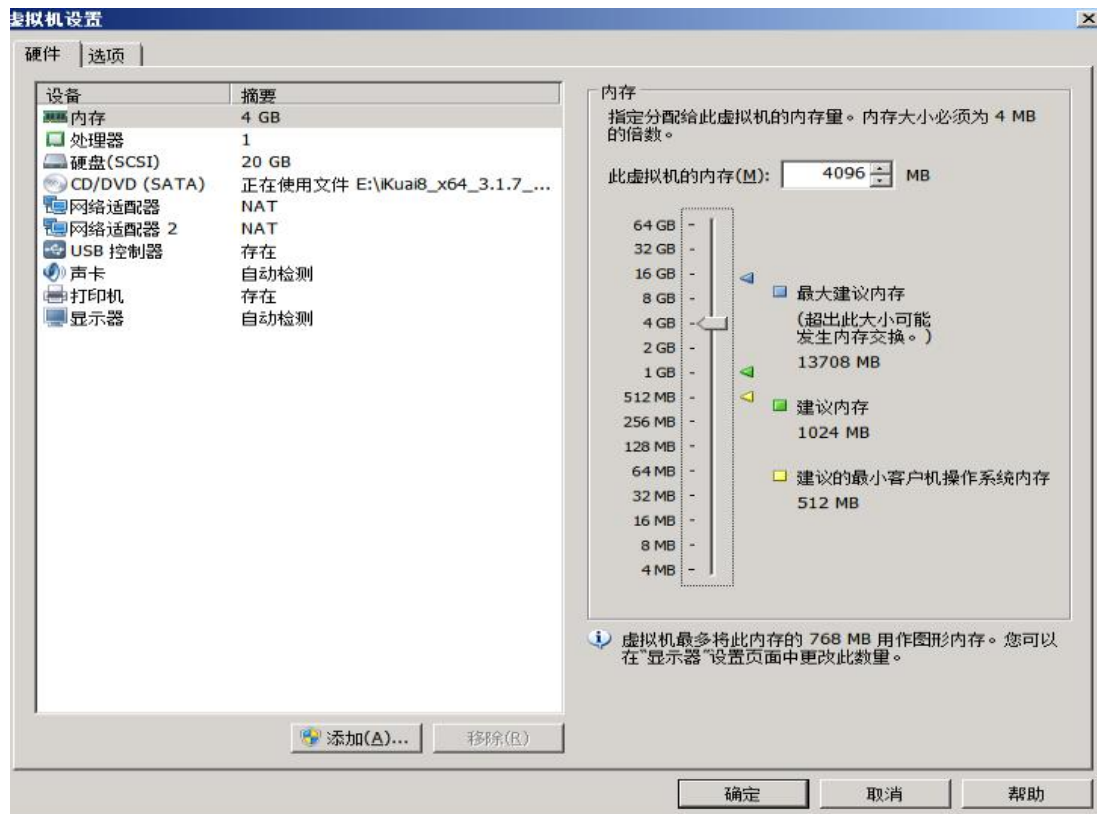 虚拟机设置
硬件 选项
设备 摘要
内存 4 GB
处理器 1
硬盘(SCSI) 20 GB
CD/DVD (SATA) 正在使用文件 E:\iKuai8_x64_3.1.7_...
网络适配器 NAT
网络适配器 2 NAT
USB 控制器 存在
声卡 自动检测
打印机 存在
显示器 自动检测
添加(A)... 移除(R)
内存
指定分配给此虚拟机的内存量。内存大小必须为 4 MB
的倍数。
此虚拟机的内存(M): 4096 MB
64 GB
32 GB
16 GB
8 GB
4 GB
2 GB
1 GB
512 MB
256 MB
128 MB
64 MB
32 MB
16 MB
8 MB
4 MB
最大建议内存
(超出此大小可能
发生内存交换。)
13708 MB
建议内存
1024 MB
建议的最小客户机操作系统内存
512 MB
虚拟机最多将此内存的 768 MB 用作图形内存。您可以
在"显示器"设置页面中更改此数量。
确定 取消 帮助